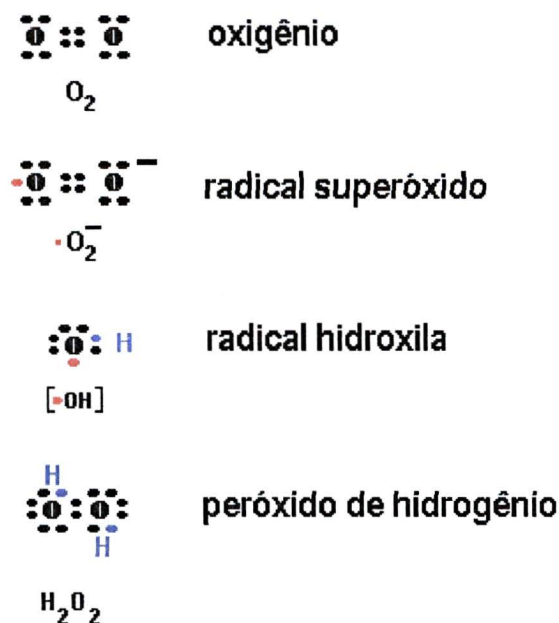 oxigênio
O₂
radical superóxido
·O₂⁻
H radical hidroxila
[·OH]
H
peróxido de hidrogênio
H
H₂O₂